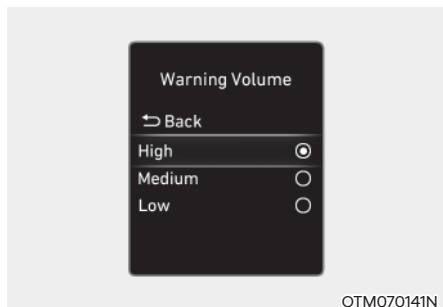 Warning Volume
Back
High
Medium
Low
OTM070141N